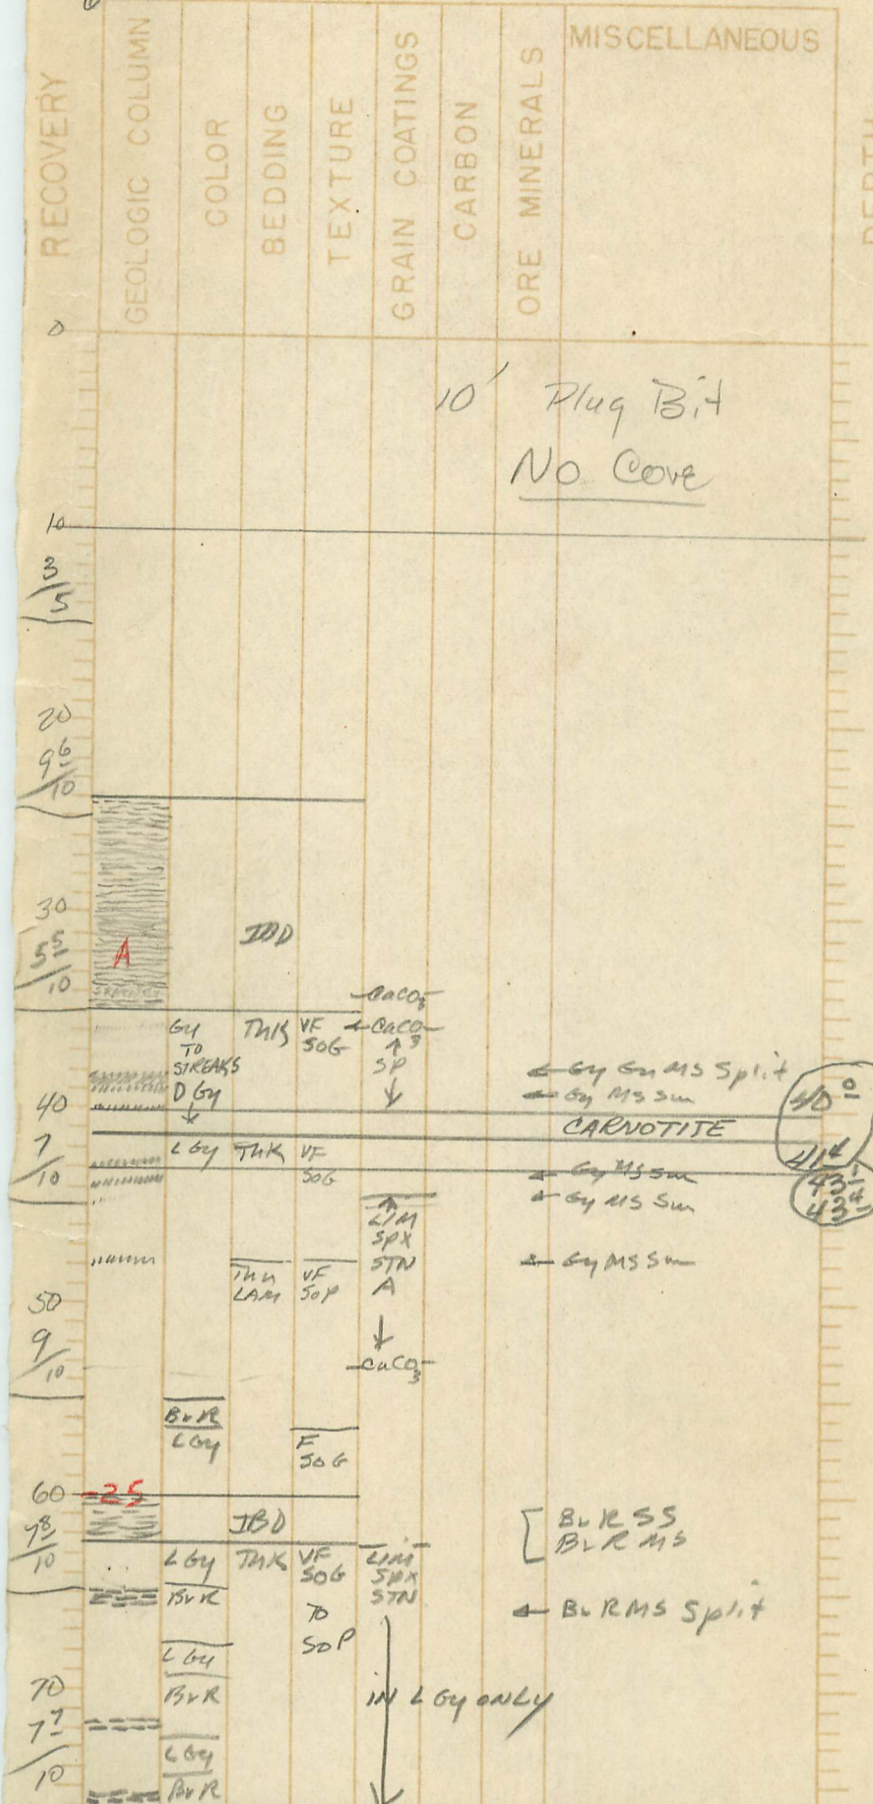 RECOVERY
GEOLOGIC COLUMN
COLOR
BEDDING
TEXTURE
GRAIN COATINGS
CARBON
ORE MINERALS
MISCELLANEOUS
DEPTH
0
10' Plug Bit
No Core
10
3/5
20
9 6/10
30
IBD
A
5 5/10
CaCO3
Gy THK VF CaCO3
TO SOG SP
STREAKS
D Gy
Gy Gn MS Split
Gy MS Sm
40
40 0
CARNOTITE
7/10
L Gy THK VF
SOG
41 4
Gy MS Sm
43 1
Gy MS Sm
43 4
LIM
SPX
STN
A
Gy MS Sm
Thn VF
LAM SOP
50
9/10
CaCO3
BrR
L Gy F
SOG
60
-25
IBD
BrR SS
BrR MS
7 8/10
L Gy THK VF LIM
SOG SPX
BrR STN
BrR MS Split
TO
SOP
L Gy
70
BrR
IN L Gy ONLY
7 7/10
L Gy
BrR